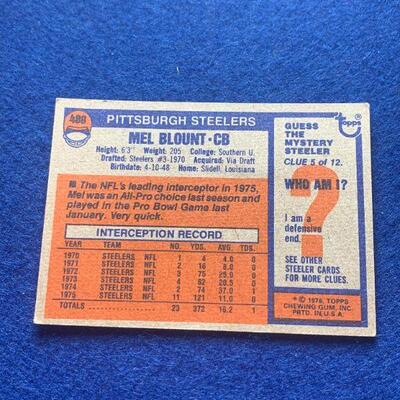 480
PITTSBURGH STEELERS
MEL BLOUNT • CB
Height: 6'3" Weight: 205 College: Southern U.
Drafted: Steelers #3-1970 Acquired: Via Draft
Birthdate: 4-10-48 Home: Slidell, Louisiana
The NFL's leading interceptor in 1975,
Mel was an All-Pro choice last season and
played in the Pro Bowl Game last
January. Very quick.
INTERCEPTION RECORD
YEAR TEAM NO. YDS. AVG. TD
1970 STEELERS NFL 1 4 4.0 0
1971 STEELERS NFL 2 16 8.0 0
1972 STEELERS NFL 3 75 25.0 0
1973 STEELERS NFL 4 82 20.5 0
1974 STEELERS NFL 2 74 37.0 1
1975 STEELERS NFL 11 121 11.0 0
TOTALS 23 372 16.2 1
GUESS
THE
MYSTERY
STEELER
topps
CLUE 5 of 12.
WHO AM I?
?
I am a
defensive
end.
SEE OTHER
STEELER CARDS
FOR MORE CLUES.
* © 1976, TOPPS
CHEWING GUM, INC.
PRTD. IN U.S.A.